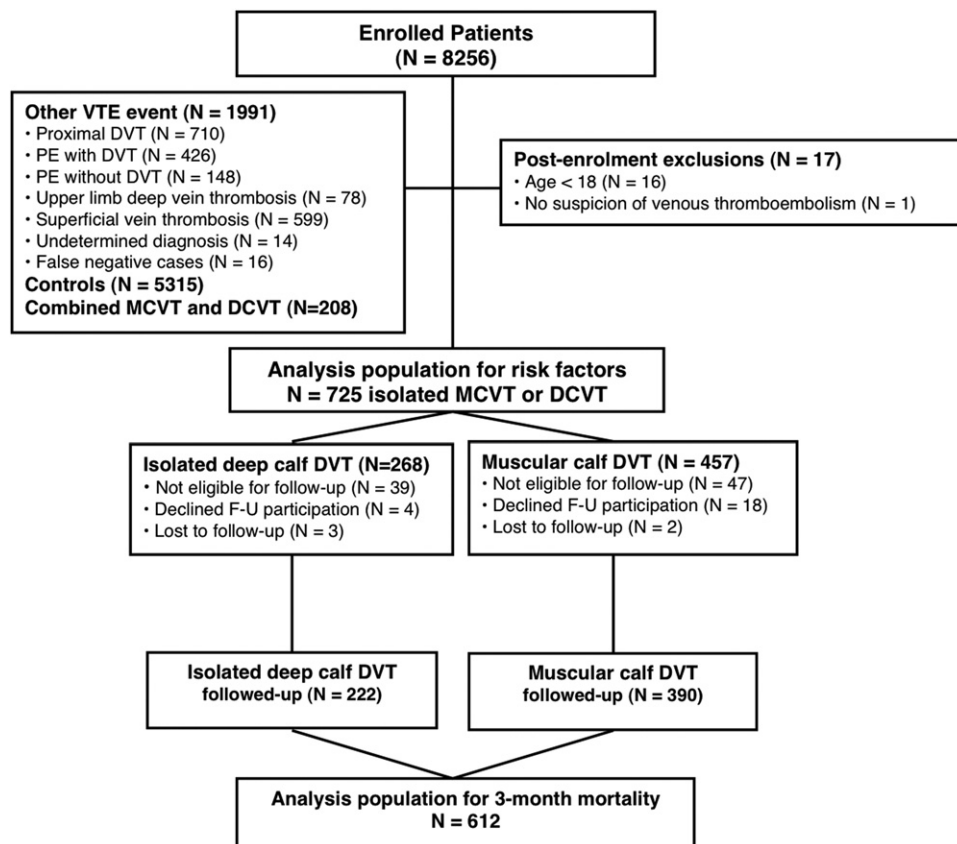 Enrolled Patients
(N = 8256)
Other VTE event (N = 1991)
• Proximal DVT (N = 710)
• PE with DVT (N = 426)
• PE without DVT (N = 148)
• Upper limb deep vein thrombosis (N = 78)
• Superficial vein thrombosis (N = 599)
• Undetermined diagnosis (N = 14)
• False negative cases (N = 16)
Controls (N = 5315)
Combined MCVT and DCVT (N=208)
Post-enrolment exclusions (N = 17)
• Age < 18 (N = 16)
• No suspicion of venous thromboembolism (N = 1)
Analysis population for risk factors
N = 725 isolated MCVT or DCVT
Isolated deep calf DVT (N=268)
• Not eligible for follow-up (N = 39)
• Declined F-U participation (N = 4)
• Lost to follow-up (N = 3)
Muscular calf DVT (N = 457)
• Not eligible for follow-up (N = 47)
• Declined F-U participation (N = 18)
• Lost to follow-up (N = 2)
Isolated deep calf DVT
followed-up (N = 222)
Muscular calf DVT
followed-up (N = 390)
Analysis population for 3-month mortality
N = 612